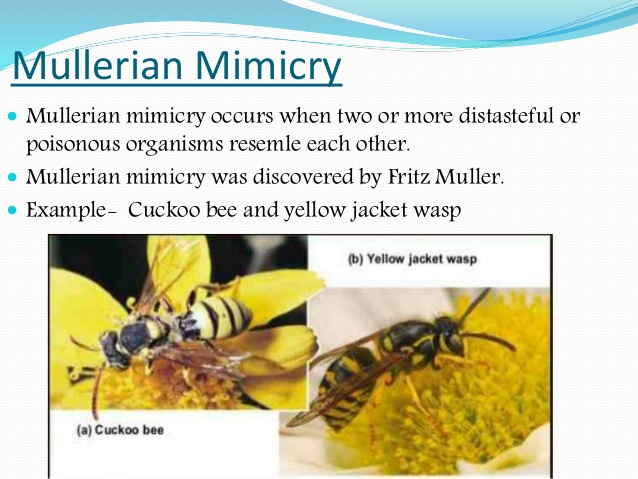 Mullerian Mimicry
Mullerian mimicry occurs when two or more distasteful or
poisonous organisms resemle each other.
Mullerian mimicry was discovered by Fritz Muller.
Example- Cuckoo bee and yellow jacket wasp
(b) Yellow jacket wasp
(a) Cuckoo bee